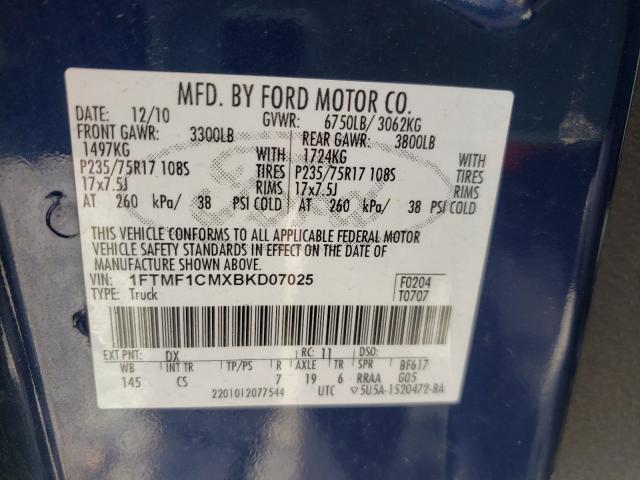 MFD. BY FORD MOTOR CO.
DATE: 12/10 GVWR: 6750LB/ 3062KG
FRONT GAWR: 3300LB REAR GAWR: 3800LB
1497KG WITH 1724KG WITH
P235/75R17 108S TIRES P235/75R17 108S TIRES
17x7.5J RIMS 17x7.5J RIMS
AT 260 kPa/ 38 PSI COLD AT 260 kPa/ 38 PSI COLD
THIS VEHICLE CONFORMS TO ALL APPLICABLE FEDERAL MOTOR
VEHICLE SAFETY STANDARDS IN EFFECT ON THE DATE OF
MANUFACTURE SHOWN ABOVE.
VIN: 1FTMF1CMXBKD07025 F0204
TYPE: Truck T0707
EXT PNT: DX RC: 11 DSO:
WB INT TR TP/PS R AXLE TR SPR BF617
145 CS 7 19 6 RRAA G05
2201012077544 UTC ▽5U5A-1520472-BA